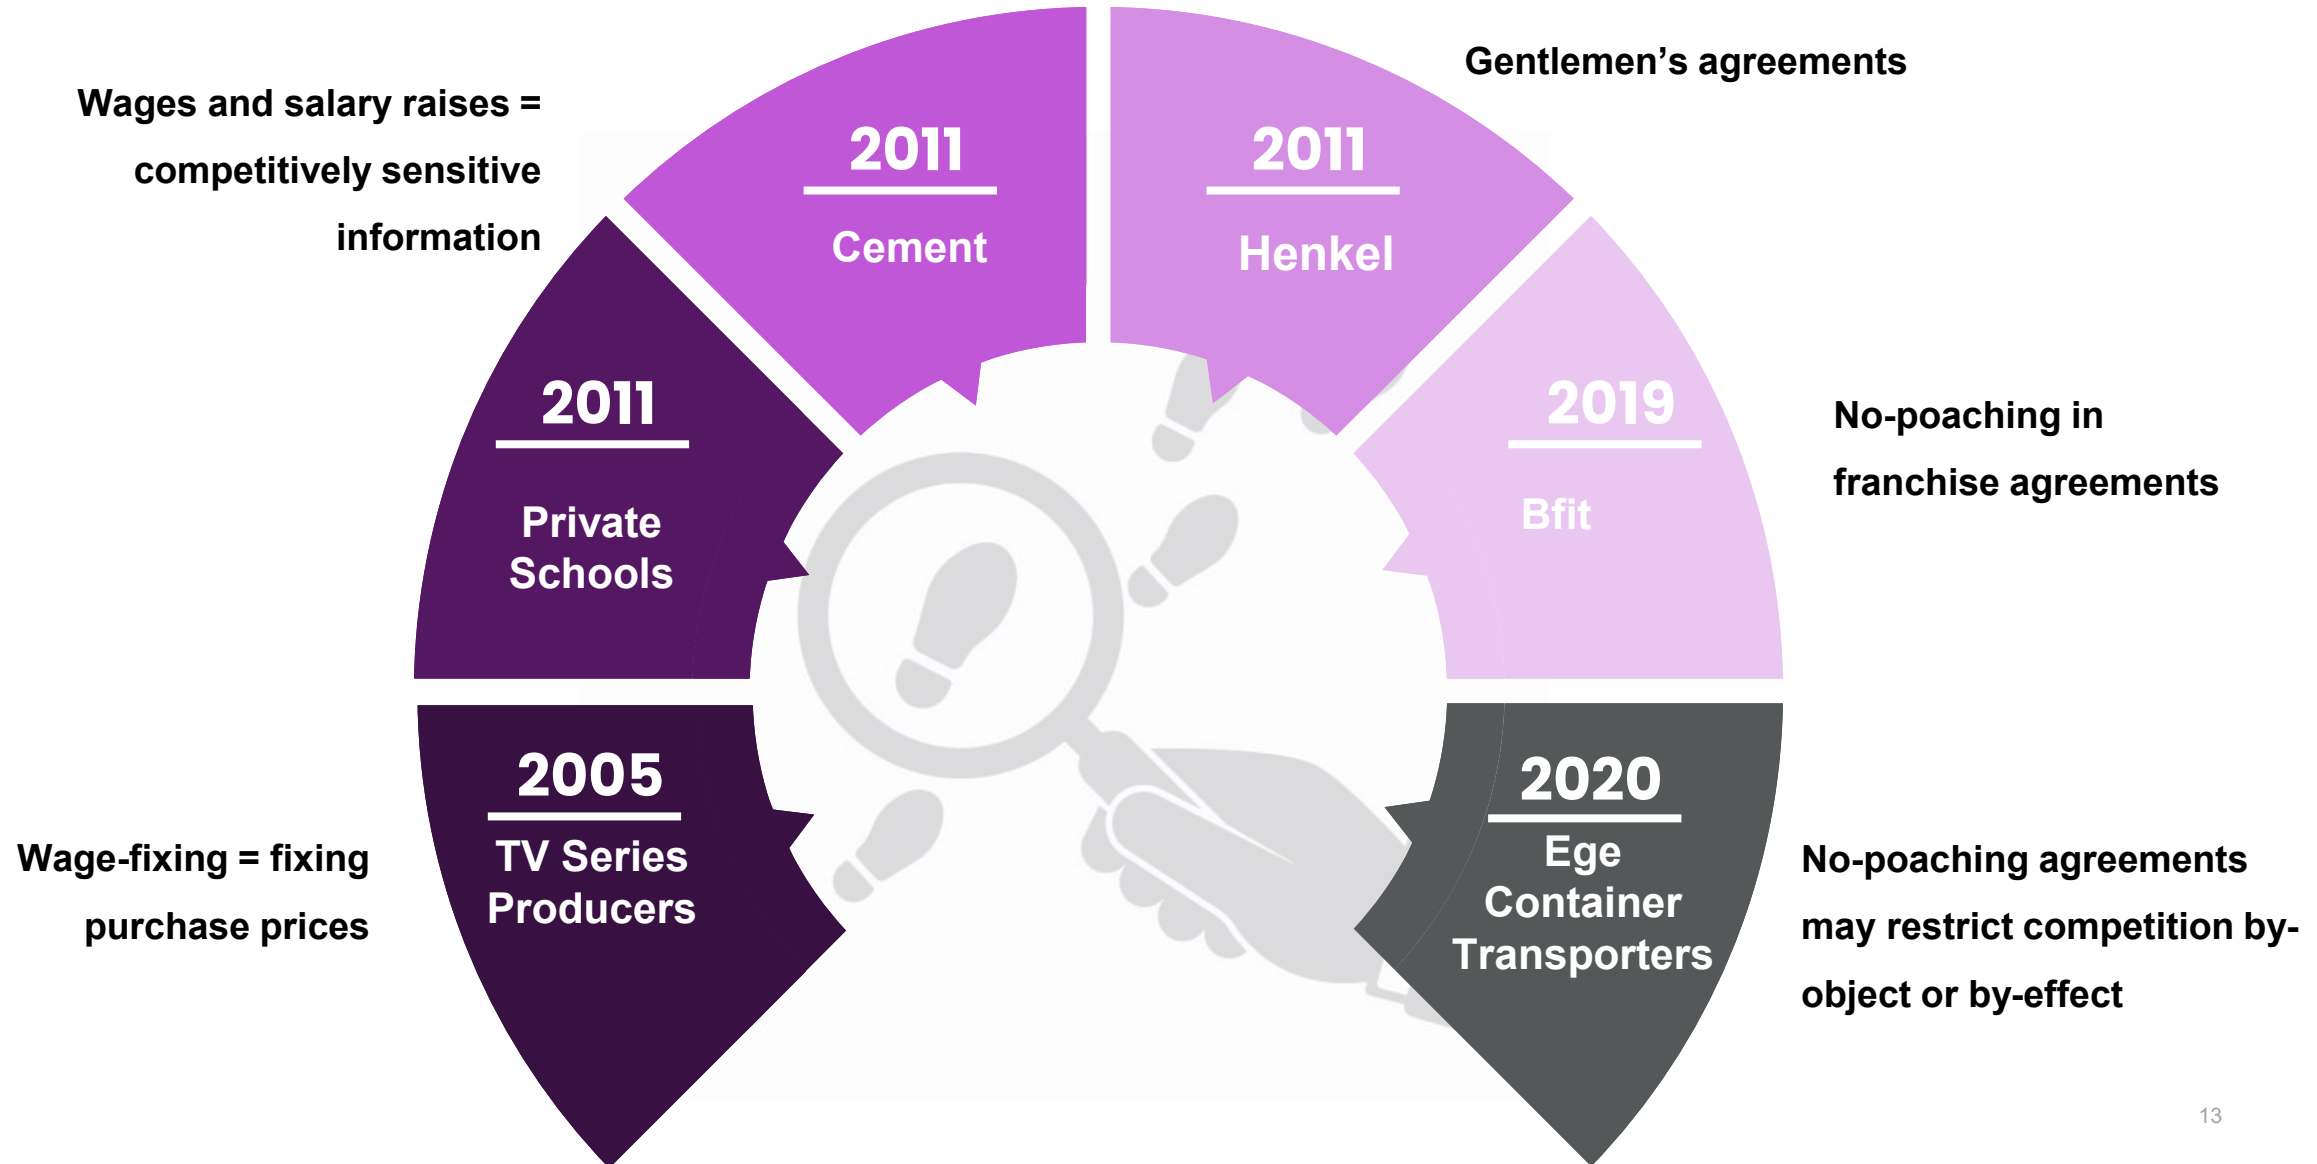 Wage-fixing = fixing
purchase prices
2005
TV Series
Producers
Wages and salary raises =
competitively sensitive
information
2011
Private
Schools
2011
Cement
2011
Henkel
Gentlemen’s agreements
2019
Bfit
No-poaching in
franchise agreements
2020
Ege
Container
Transporters
No-poaching agreements
may restrict competition by-
object or by-effect
13